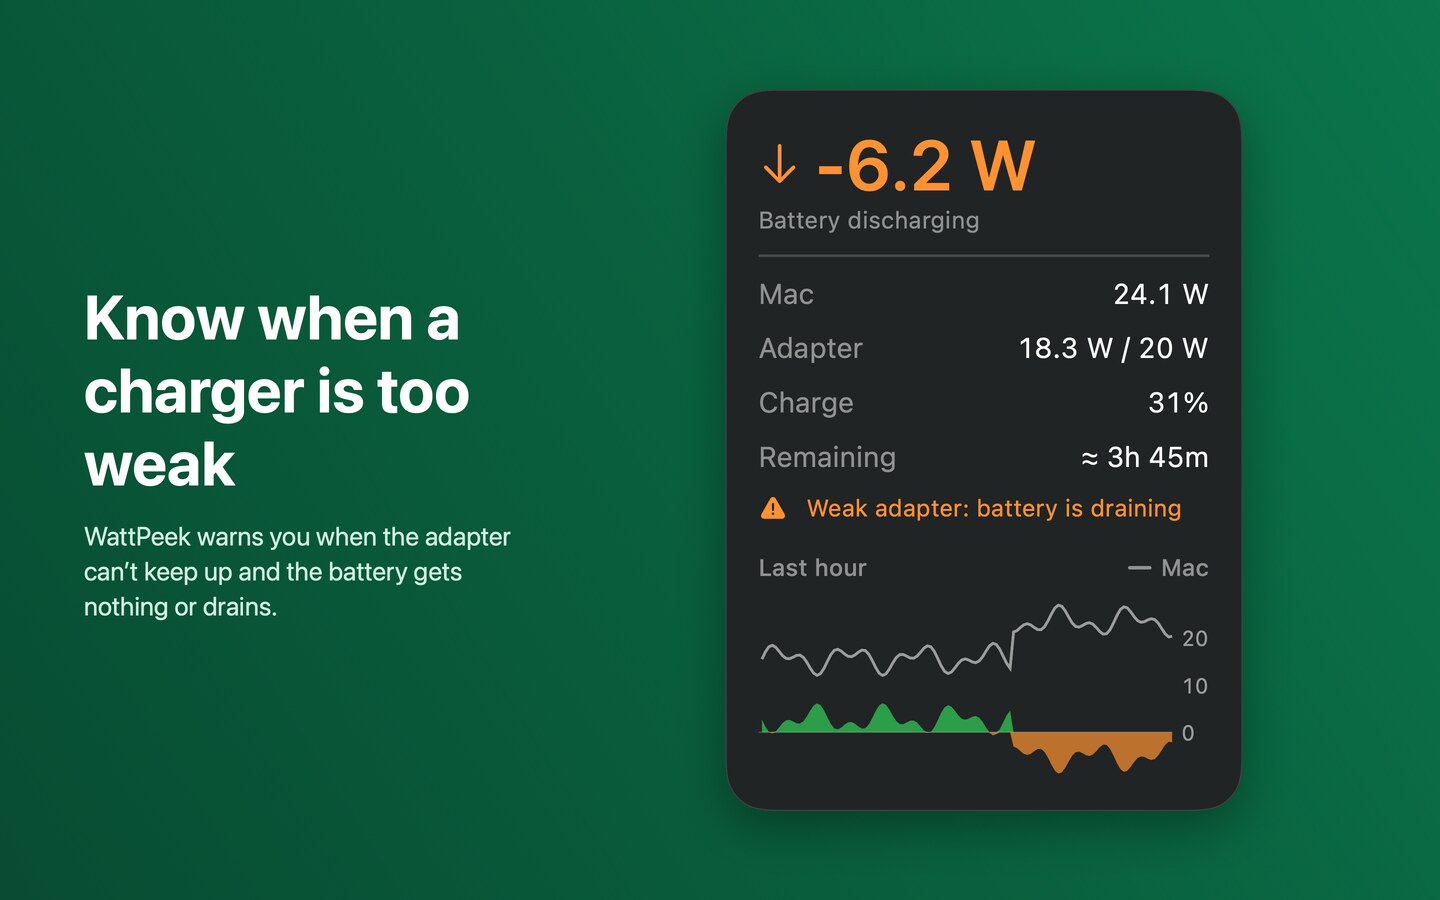 Know when a
charger is too
weak
WattPeek warns you when the adapter
can’t keep up and the battery gets
nothing or drains.
-6.2 W
Battery discharging
Mac 24.1 W
Adapter 18.3 W / 20 W
Charge 31%
Remaining ≈ 3h 45m
Weak adapter: battery is draining
Last hour Mac
20
10
0